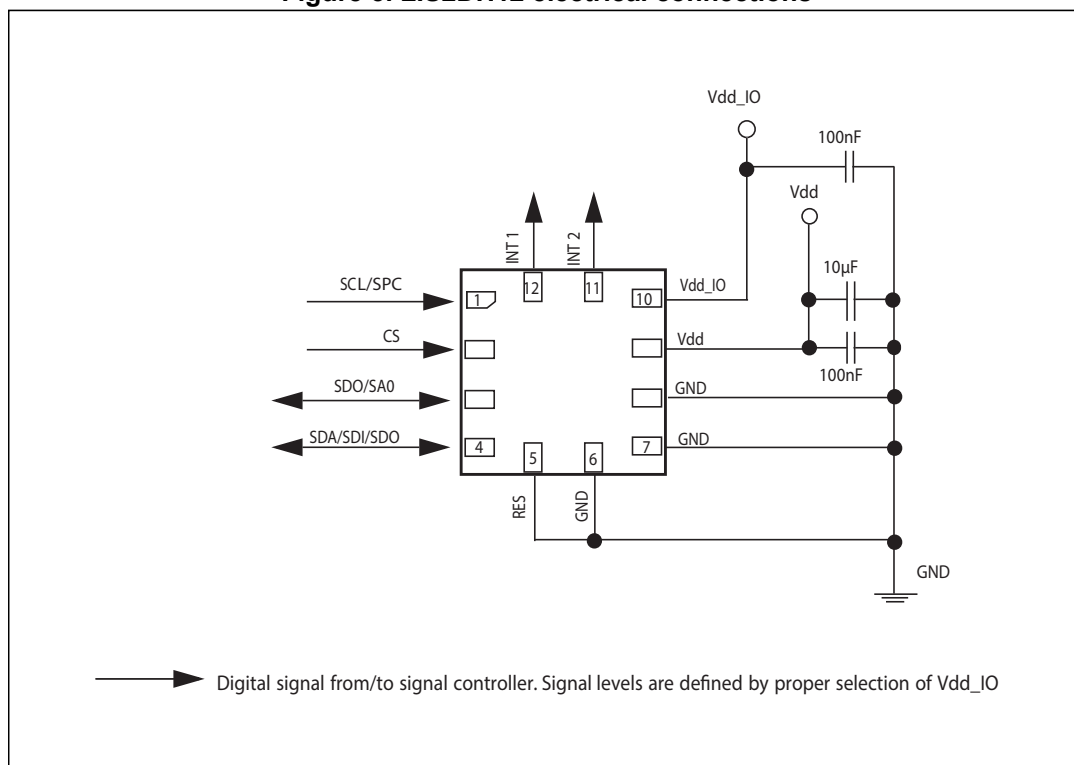 Vdd_IO
100nF
Vdd
INT 1
INT 2
10µF
SCL/SPC
1
12
11
10
Vdd_IO
CS
Vdd
100nF
SDO/SA0
GND
SDA/SDI/SDO
4
5
6
7
GND
RES
GND
GND
Digital signal from/to signal controller. Signal levels are defined by proper selection of Vdd_IO